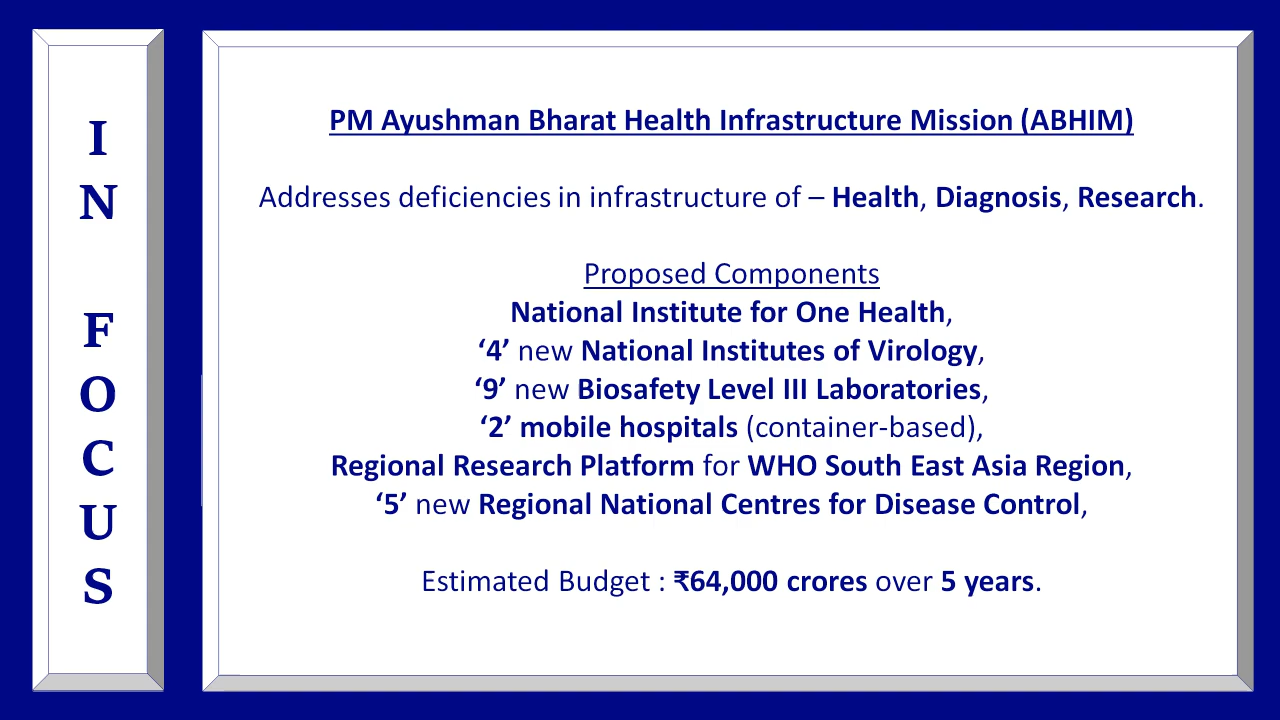 IN FOCUS
PM Ayushman Bharat Health Infrastructure Mission (ABHIM)
Addresses deficiencies in infrastructure of – Health, Diagnosis, Research.
Proposed Components
National Institute for One Health,
‘4’ new National Institutes of Virology,
‘9’ new Biosafety Level III Laboratories,
‘2’ mobile hospitals (container-based),
Regional Research Platform for WHO South East Asia Region,
‘5’ new Regional National Centres for Disease Control,
Estimated Budget : ₹64,000 crores over 5 years.